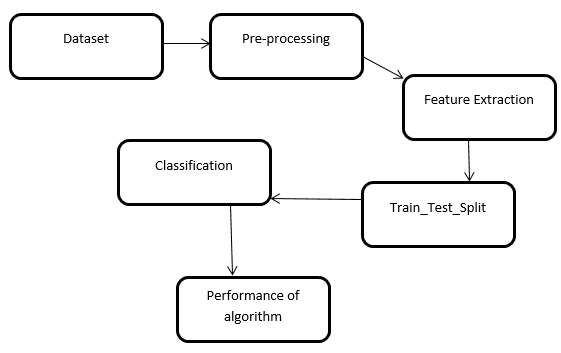 Dataset
Pre-processing
Feature Extraction
Train_Test_Split
Classification
Performance of
algorithm